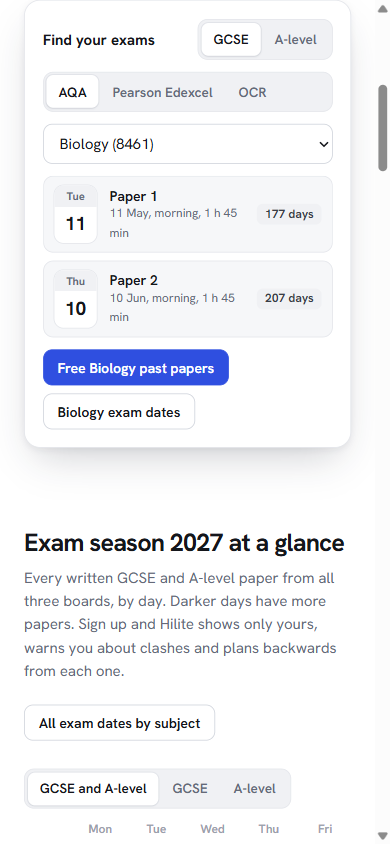 Find your exams
GCSE
A-level
AQA
Pearson Edexcel
OCR
Biology (8461)
Tue
11
Paper 1
11 May, morning, 1 h 45
min
177 days
Thu
10
Paper 2
10 Jun, morning, 1 h 45
min
207 days
Free Biology past papers
Biology exam dates
Exam season 2027 at a glance
Every written GCSE and A-level paper from all
three boards, by day. Darker days have more
papers. Sign up and Hilite shows only yours,
warns you about clashes and plans backwards
from each one.
All exam dates by subject
GCSE and A-level
GCSE
A-level
Mon
Tue
Wed
Thu
Fri